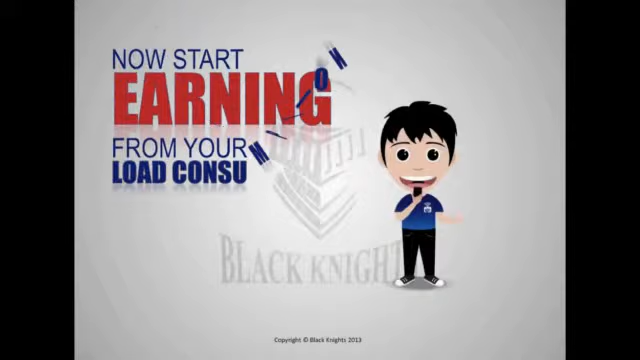 NOW START
EARNING
FROM YOUR
LOAD CONSU
M
O
N
BLACK KNIGHT
Copyright © Black Knights 2013